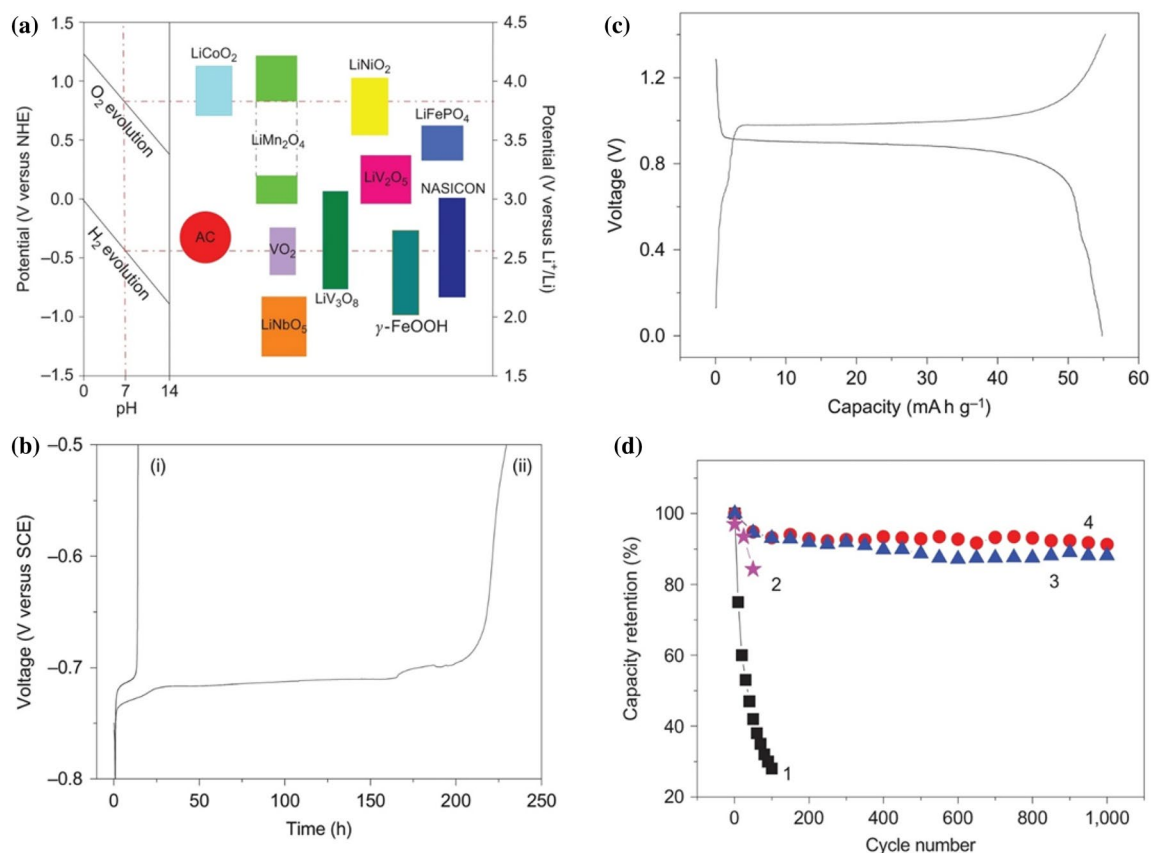 (a)
1.5
1.0
0.5
0.0
–0.5
–1.0
–1.5
Potential (V versus NHE)
O2 evolution
H2 evolution
0
7
14
pH
LiCoO2
LiMn2O4
LiNiO2
LiFePO4
LiV2O5
NASICON
AC
VO2
LiV3O8
LiNbO5
γ-FeOOH
4.5
4.0
3.5
3.0
2.5
2.0
1.5
Potential (V versus Li+/Li)
(c)
1.2
0.8
0.4
0.0
Voltage (V)
0
10
20
30
40
50
60
Capacity (mA h g–1)
(b)
–0.5
–0.6
–0.7
–0.8
Voltage (V versus SCE)
(i)
(ii)
0
50
100
150
200
250
Time (h)
(d)
100
80
60
40
20
Capacity retention (%)
4
2
3
1
0
200
400
600
800
1,000
Cycle number